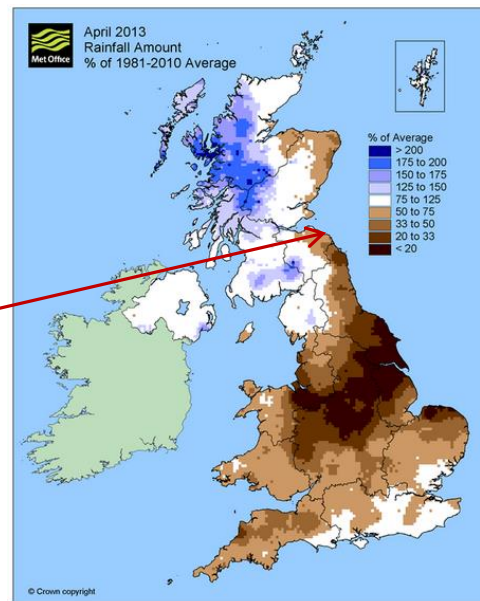 Met Office
April 2013
Rainfall Amount
% of 1981-2010 Average
% of Average
> 200
175 to 200
150 to 175
125 to 150
75 to 125
50 to 75
33 to 50
20 to 33
< 20
© Crown copyright